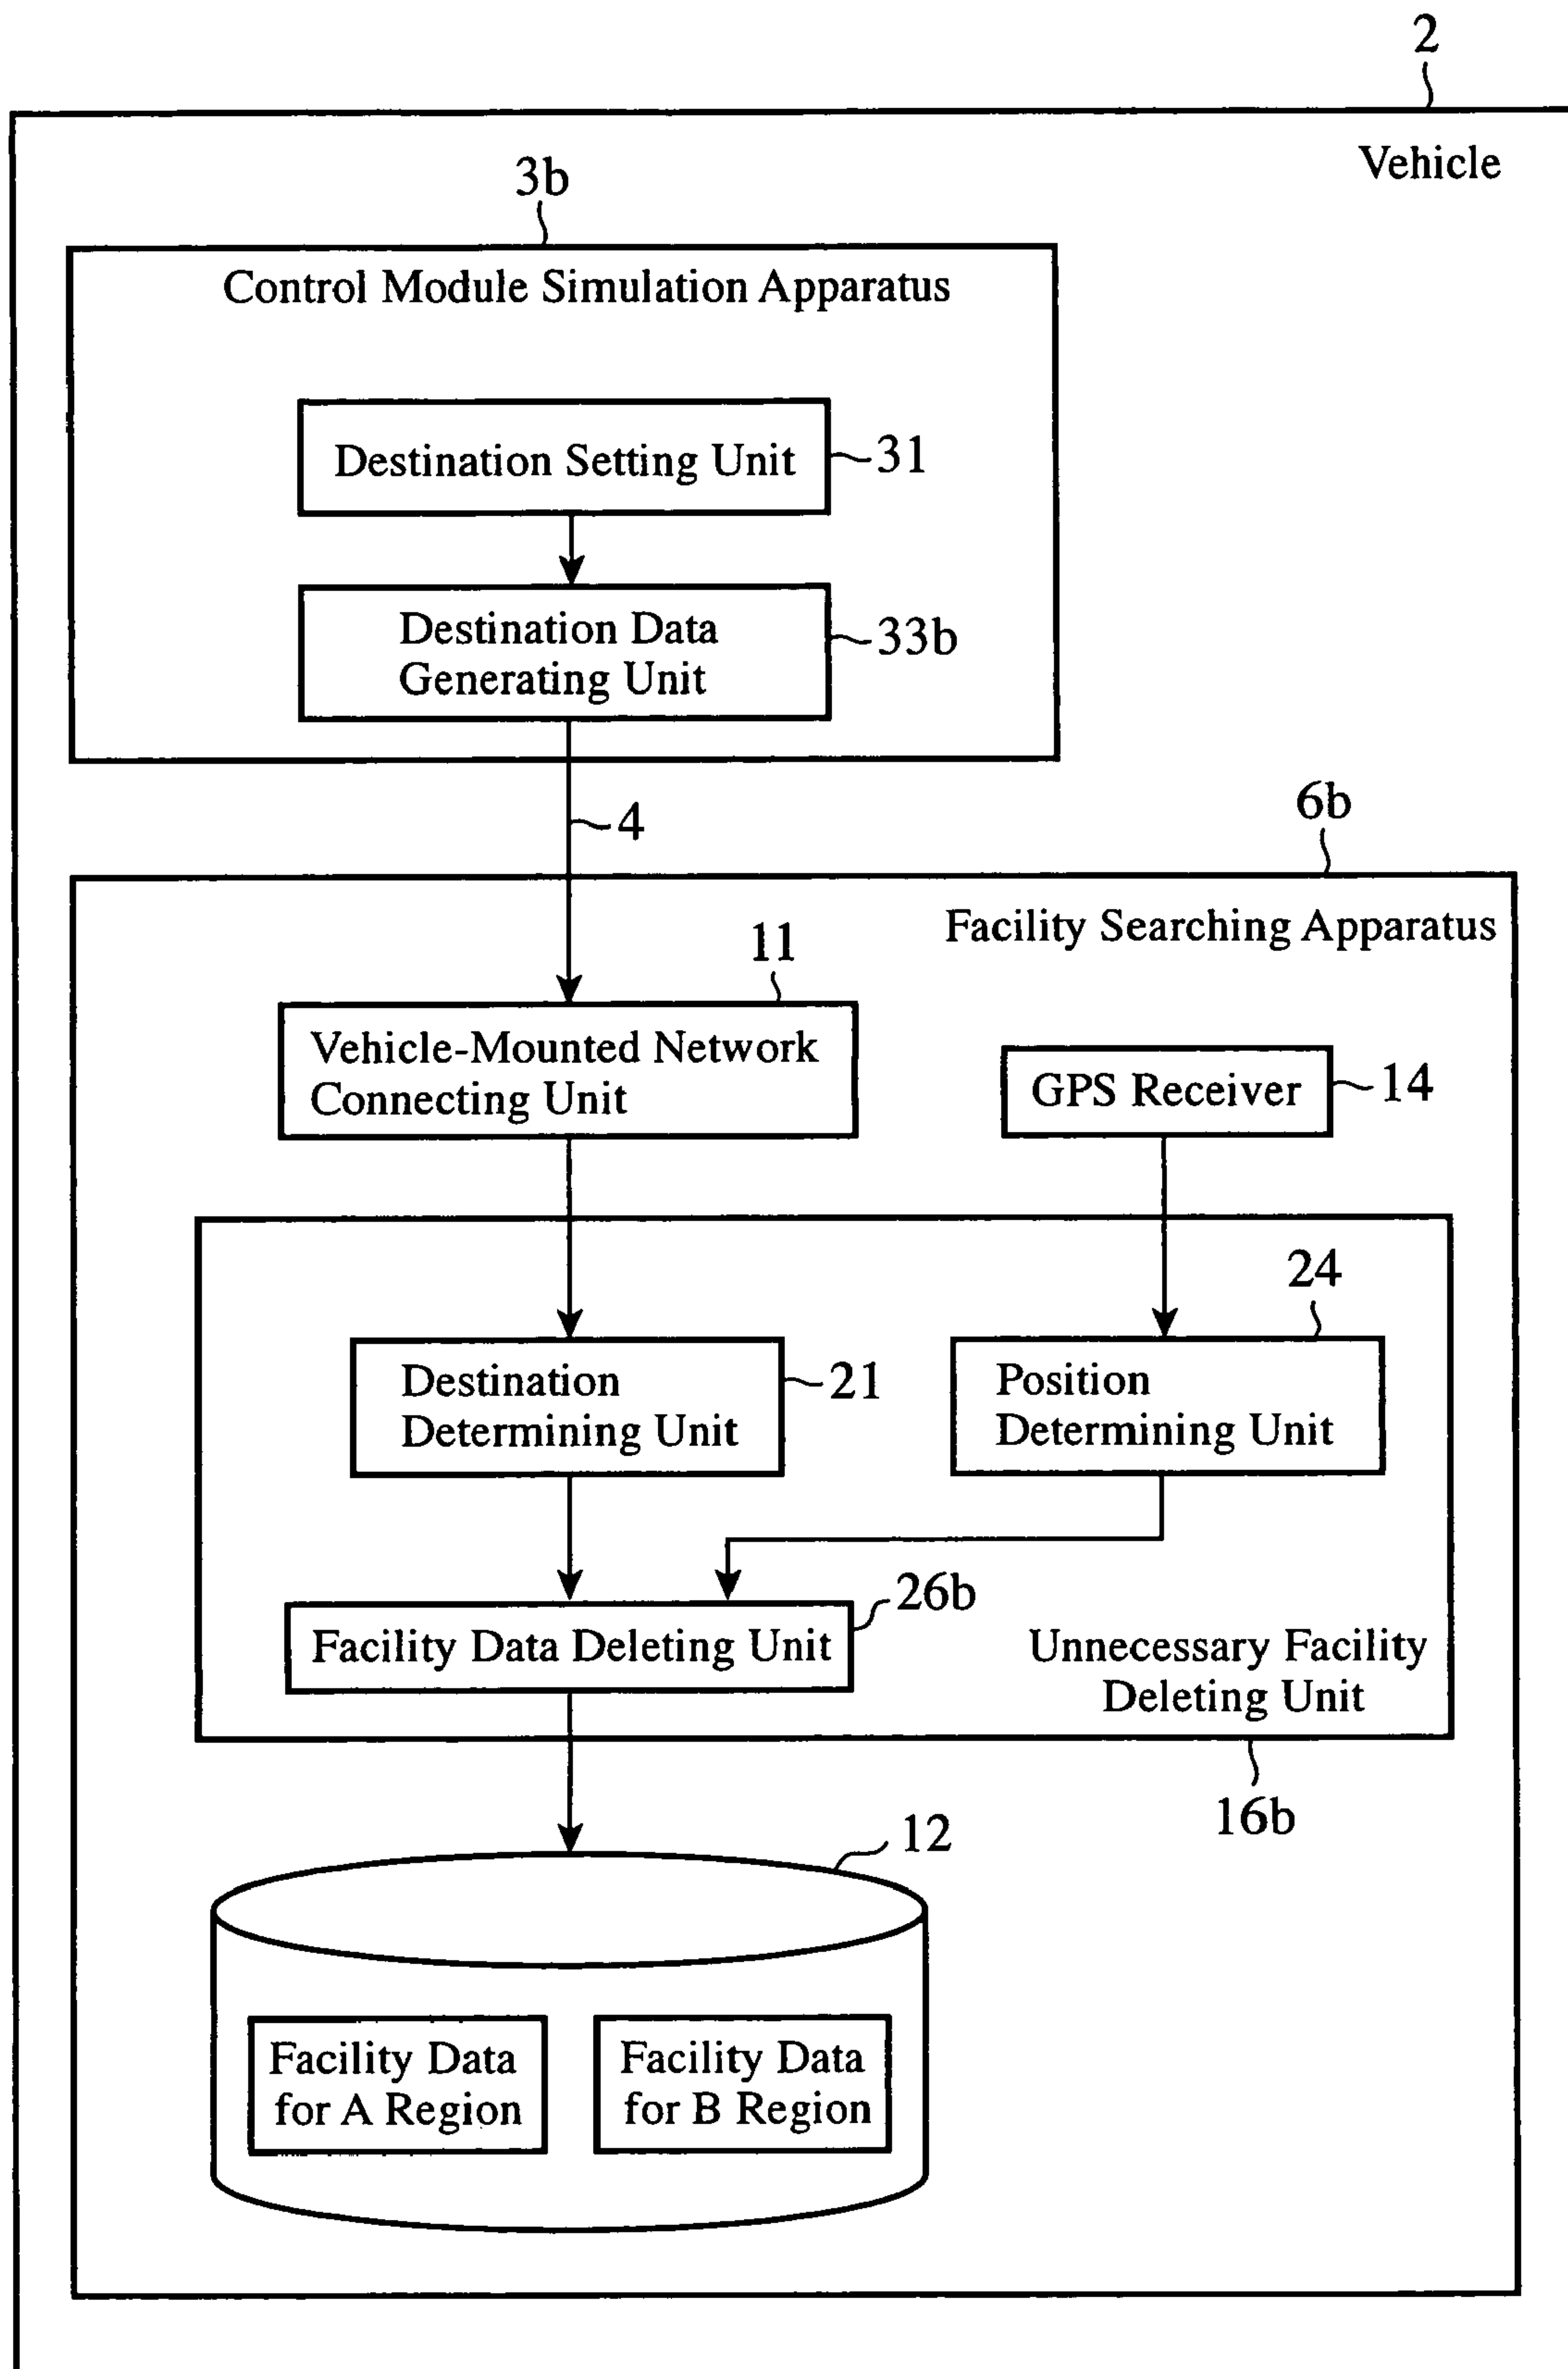 2
Vehicle
3b
Control Module Simulation Apparatus
Destination Setting Unit
31
Destination Data
Generating Unit
33b
4
6b
Facility Searching Apparatus
11
Vehicle-Mounted Network
Connecting Unit
GPS Receiver
14
24
Destination
Determining Unit
21
Position
Determining Unit
26b
Facility Data Deleting Unit
Unnecessary Facility
Deleting Unit
16b
12
Facility Data
for A Region
Facility Data
for B Region